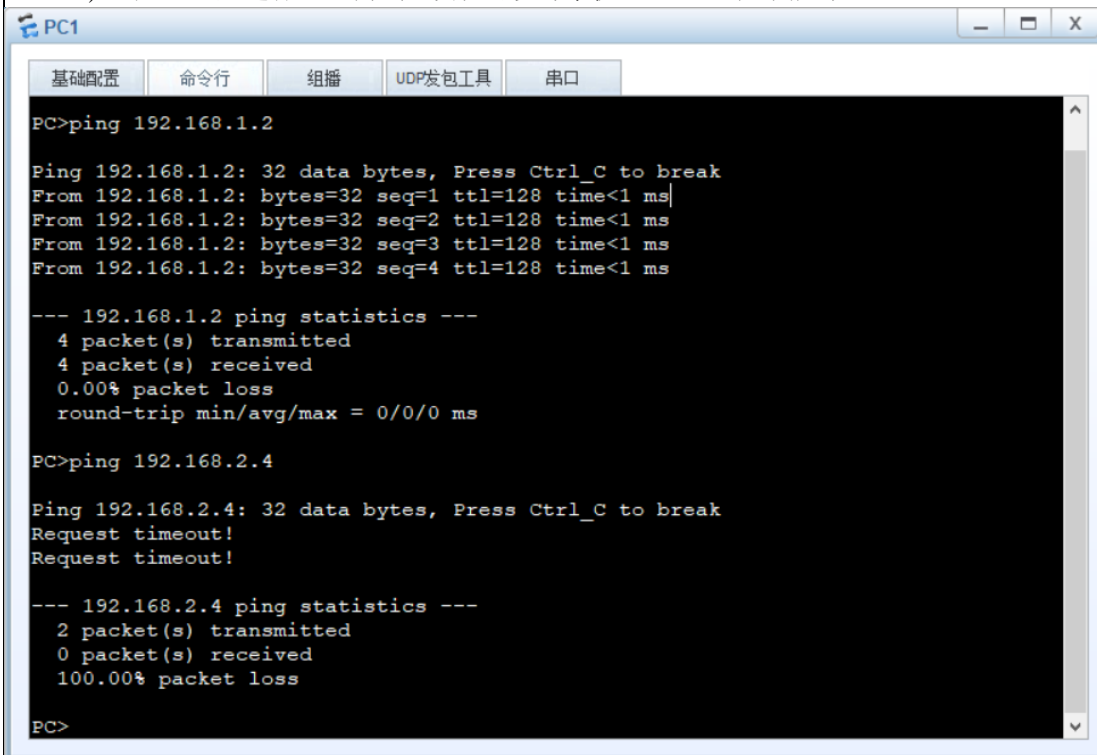 PC1
基础配置 命令行 组播 UDP发包工具 串口
PC>ping 192.168.1.2
Ping 192.168.1.2: 32 data bytes, Press Ctrl_C to break
From 192.168.1.2: bytes=32 seq=1 ttl=128 time<1 ms
From 192.168.1.2: bytes=32 seq=2 ttl=128 time<1 ms
From 192.168.1.2: bytes=32 seq=3 ttl=128 time<1 ms
From 192.168.1.2: bytes=32 seq=4 ttl=128 time<1 ms
--- 192.168.1.2 ping statistics ---
4 packet(s) transmitted
4 packet(s) received
0.00% packet loss
round-trip min/avg/max = 0/0/0 ms
PC>ping 192.168.2.4
Ping 192.168.2.4: 32 data bytes, Press Ctrl_C to break
Request timeout!
Request timeout!
--- 192.168.2.4 ping statistics ---
2 packet(s) transmitted
0 packet(s) received
100.00% packet loss
PC>